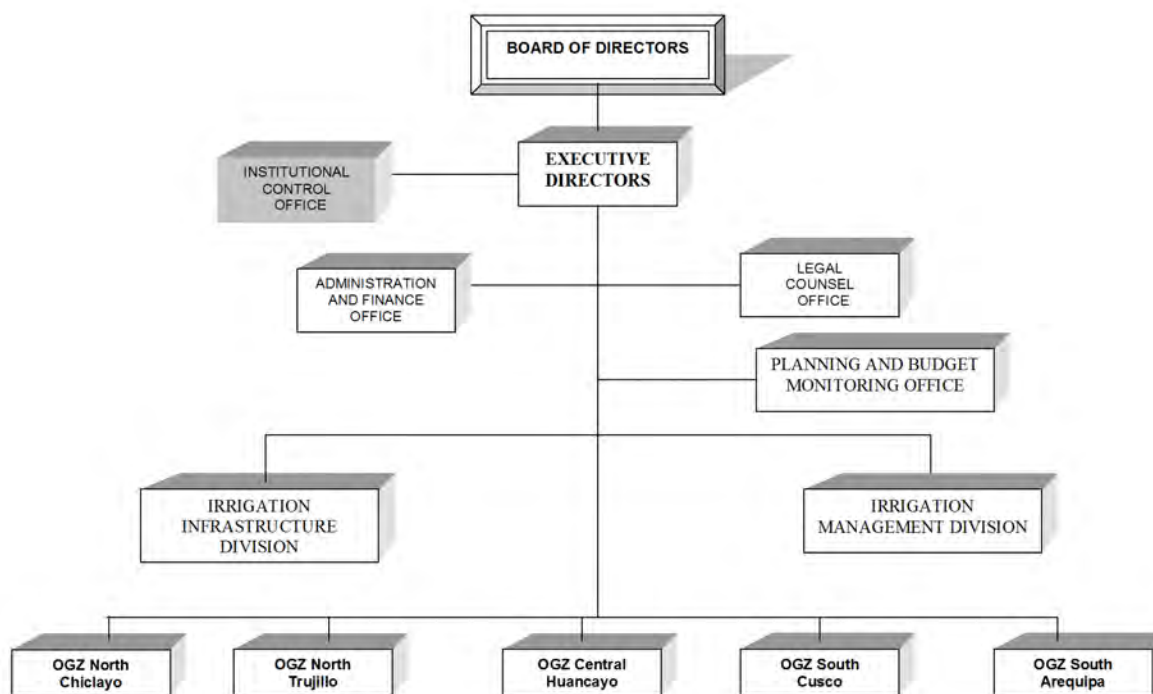 BOARD OF DIRECTORS
EXECUTIVE
DIRECTORS
INSTITUTIONAL
CONTROL
OFFICE
ADMINISTRATION
AND FINANCE
OFFICE
LEGAL
COUNSEL
OFFICE
PLANNING AND BUDGET
MONITORING OFFICE
IRRIGATION
INFRASTRUCTURE
DIVISION
IRRIGATION
MANAGEMENT DIVISION
OGZ North
Chiclayo
OGZ North
Trujillo
OGZ Central
Huancayo
OGZ South
Cusco
OGZ South
Arequipa